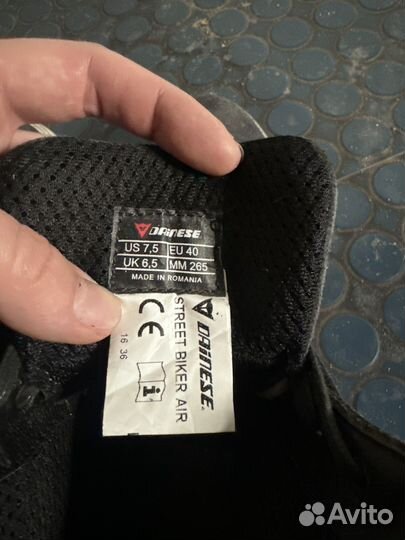 DAINESE
US 7,5 EU 40
UK 6,5 MM 265
MADE IN ROMANIA
DAINESE
STREET BIKER AIR
CE
i
16 36
Avito